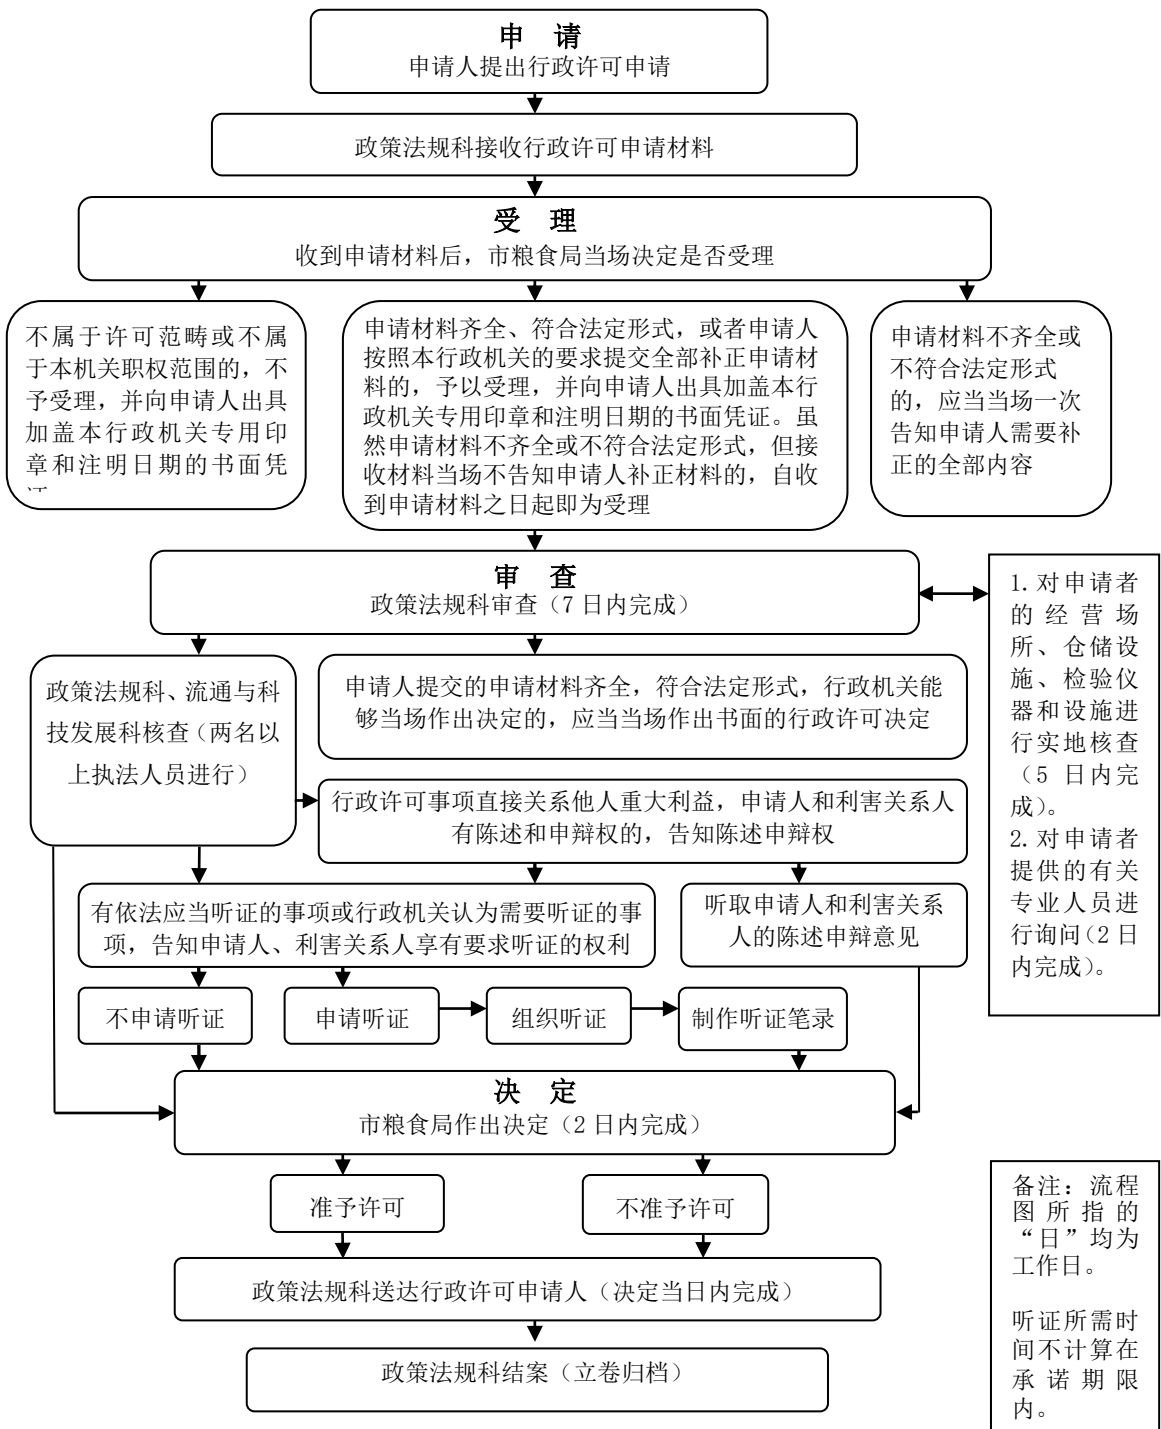 申 请
申请人提出行政许可申请
政策法规科接收行政许可申请材料
受 理
收到申请材料后，市粮食局当场决定是否受理
不属于许可范畴或不属
于本机关职权范围的，不
予受理，并向申请人出具
加盖本行政机关专用印
章和注明日期的书面凭
申请材料齐全、符合法定形式，或者申请人
按照本行政机关的要求提交全部补正申请材
料的，予以受理，并向申请人出具加盖本行
政机关专用印章和注明日期的书面凭证。虽
然申请材料不齐全或不符合法定形式，但接
收材料当场不告知申请人补正材料的，自收
到申请材料之日起即为受理
申请材料不齐全或
不符合法定形式
的，应当当场一次
告知申请人需要补
正的全部内容
审 查
政策法规科审查（7 日内完成）
1.对申请者
的经营场
所、仓储设
施、检验仪
器和设施进
行实地核查
（5 日内完
成）。
2.对申请者
提供的有关
专业人员进
行询问（2 日
内完成）。
政策法规科、流通与科
技发展科核查（两名以
上执法人员进行）
申请人提交的申请材料齐全，符合法定形式，行政机关能
够当场作出决定的，应当当场作出书面的行政许可决定
行政许可事项直接关系他人重大利益，申请人和利害关系人
有陈述和申辩权的，告知陈述申辩权
有依法应当听证的事项或行政机关认为需要听证的事
项，告知申请人、利害关系人享有要求听证的权利
听取申请人和利害关系
人的陈述申辩意见
不申请听证
申请听证
组织听证
制作听证笔录
决 定
市粮食局作出决定（2 日内完成）
准予许可
不准予许可
政策法规科送达行政许可申请人（决定当日内完成）
政策法规科结案（立卷归档）
备注：流程
图所指的
“日”均为
工作日。
听证所需时
间不计算在
承诺期限
内。